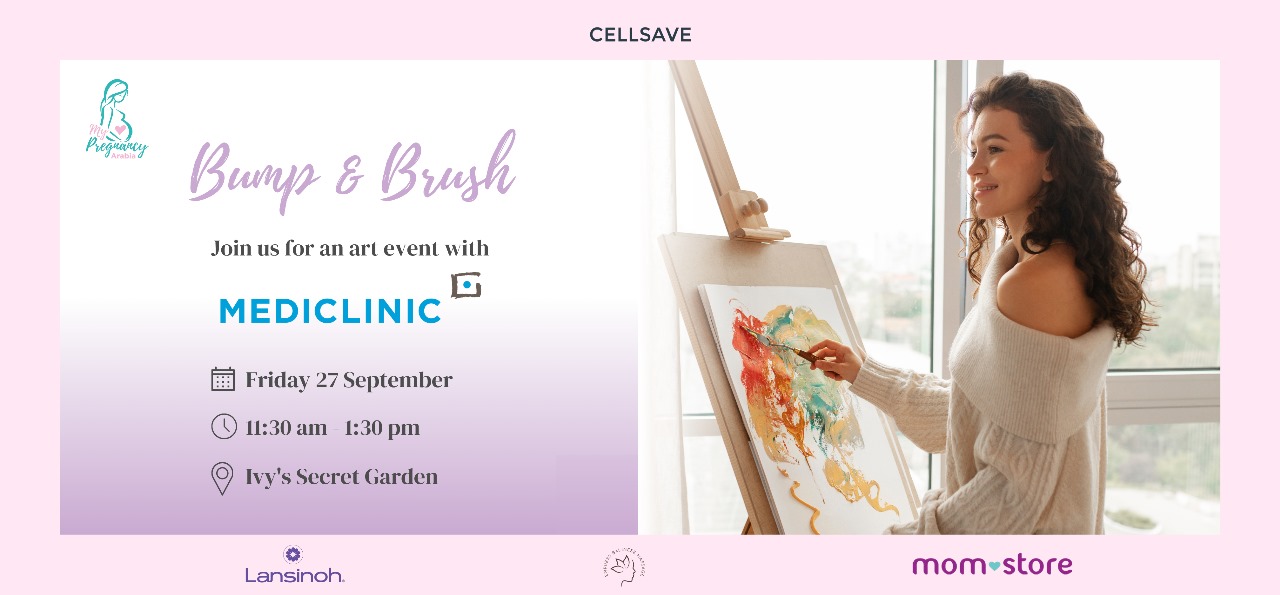 CELLSAVE
My
Pregnancy
Arabia
Bump & Brush
Join us for an art event with
MEDICLINIC
Friday 27 September
11:30 am - 1:30 pm
Ivy's Secret Garden
Lansinoh
mom store